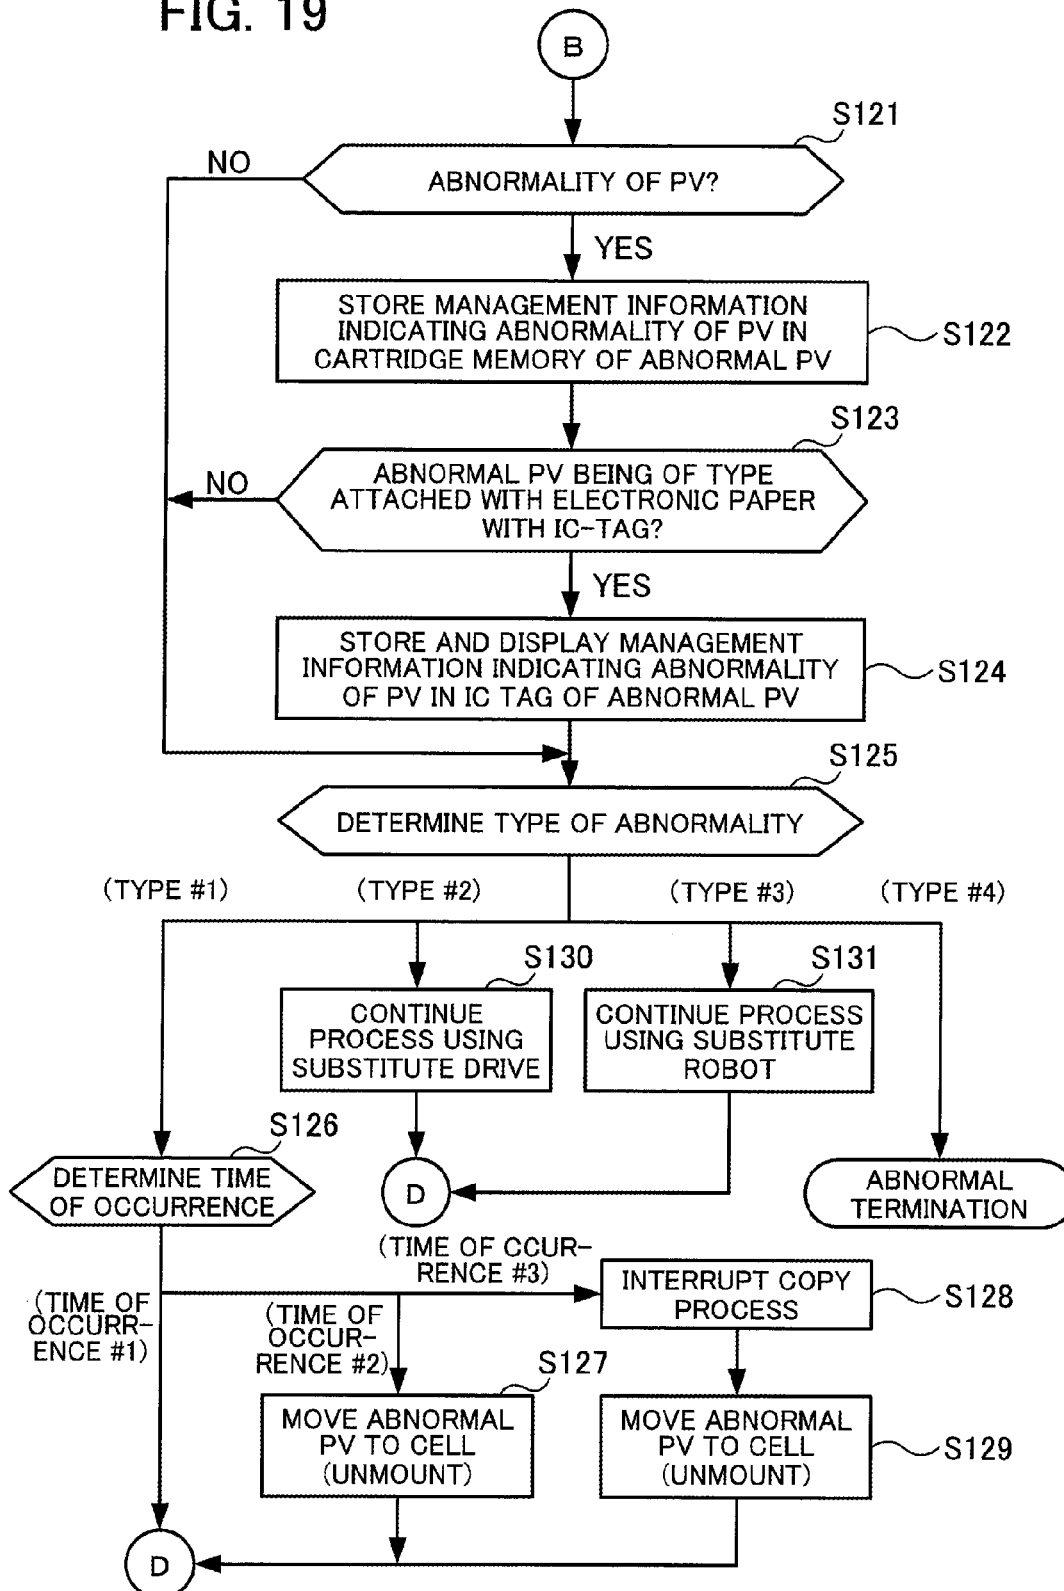 FIG. 19
B
S121
NO
ABNORMALITY OF PV?
YES
STORE MANAGEMENT INFORMATION
INDICATING ABNORMALITY OF PV IN
CARTRIDGE MEMORY OF ABNORMAL PV
S122
S123
NO
ABNORMAL PV BEING OF TYPE
ATTACHED WITH ELECTRONIC PAPER
WITH IC-TAG?
YES
STORE AND DISPLAY MANAGEMENT
INFORMATION INDICATING ABNORMALITY
OF PV IN IC TAG OF ABNORMAL PV
S124
S125
DETERMINE TYPE OF ABNORMALITY
(TYPE #1)
(TYPE #2)
(TYPE #3)
(TYPE #4)
S130
S131
CONTINUE
PROCESS USING
SUBSTITUTE DRIVE
CONTINUE PROCESS
USING SUBSTITUTE
ROBOT
S126
DETERMINE TIME
OF OCCURRENCE
D
ABNORMAL
TERMINATION
(TIME OF CCUR-
RENCE #3)
(TIME OF
OCCURR-
ENCE #1)
(TIME OF
OCCUR-
RENCE #2)
INTERRUPT COPY
PROCESS
S128
S127
MOVE ABNORMAL
PV TO CELL
(UNMOUNT)
MOVE ABNORMAL
PV TO CELL
(UNMOUNT)
S129
D